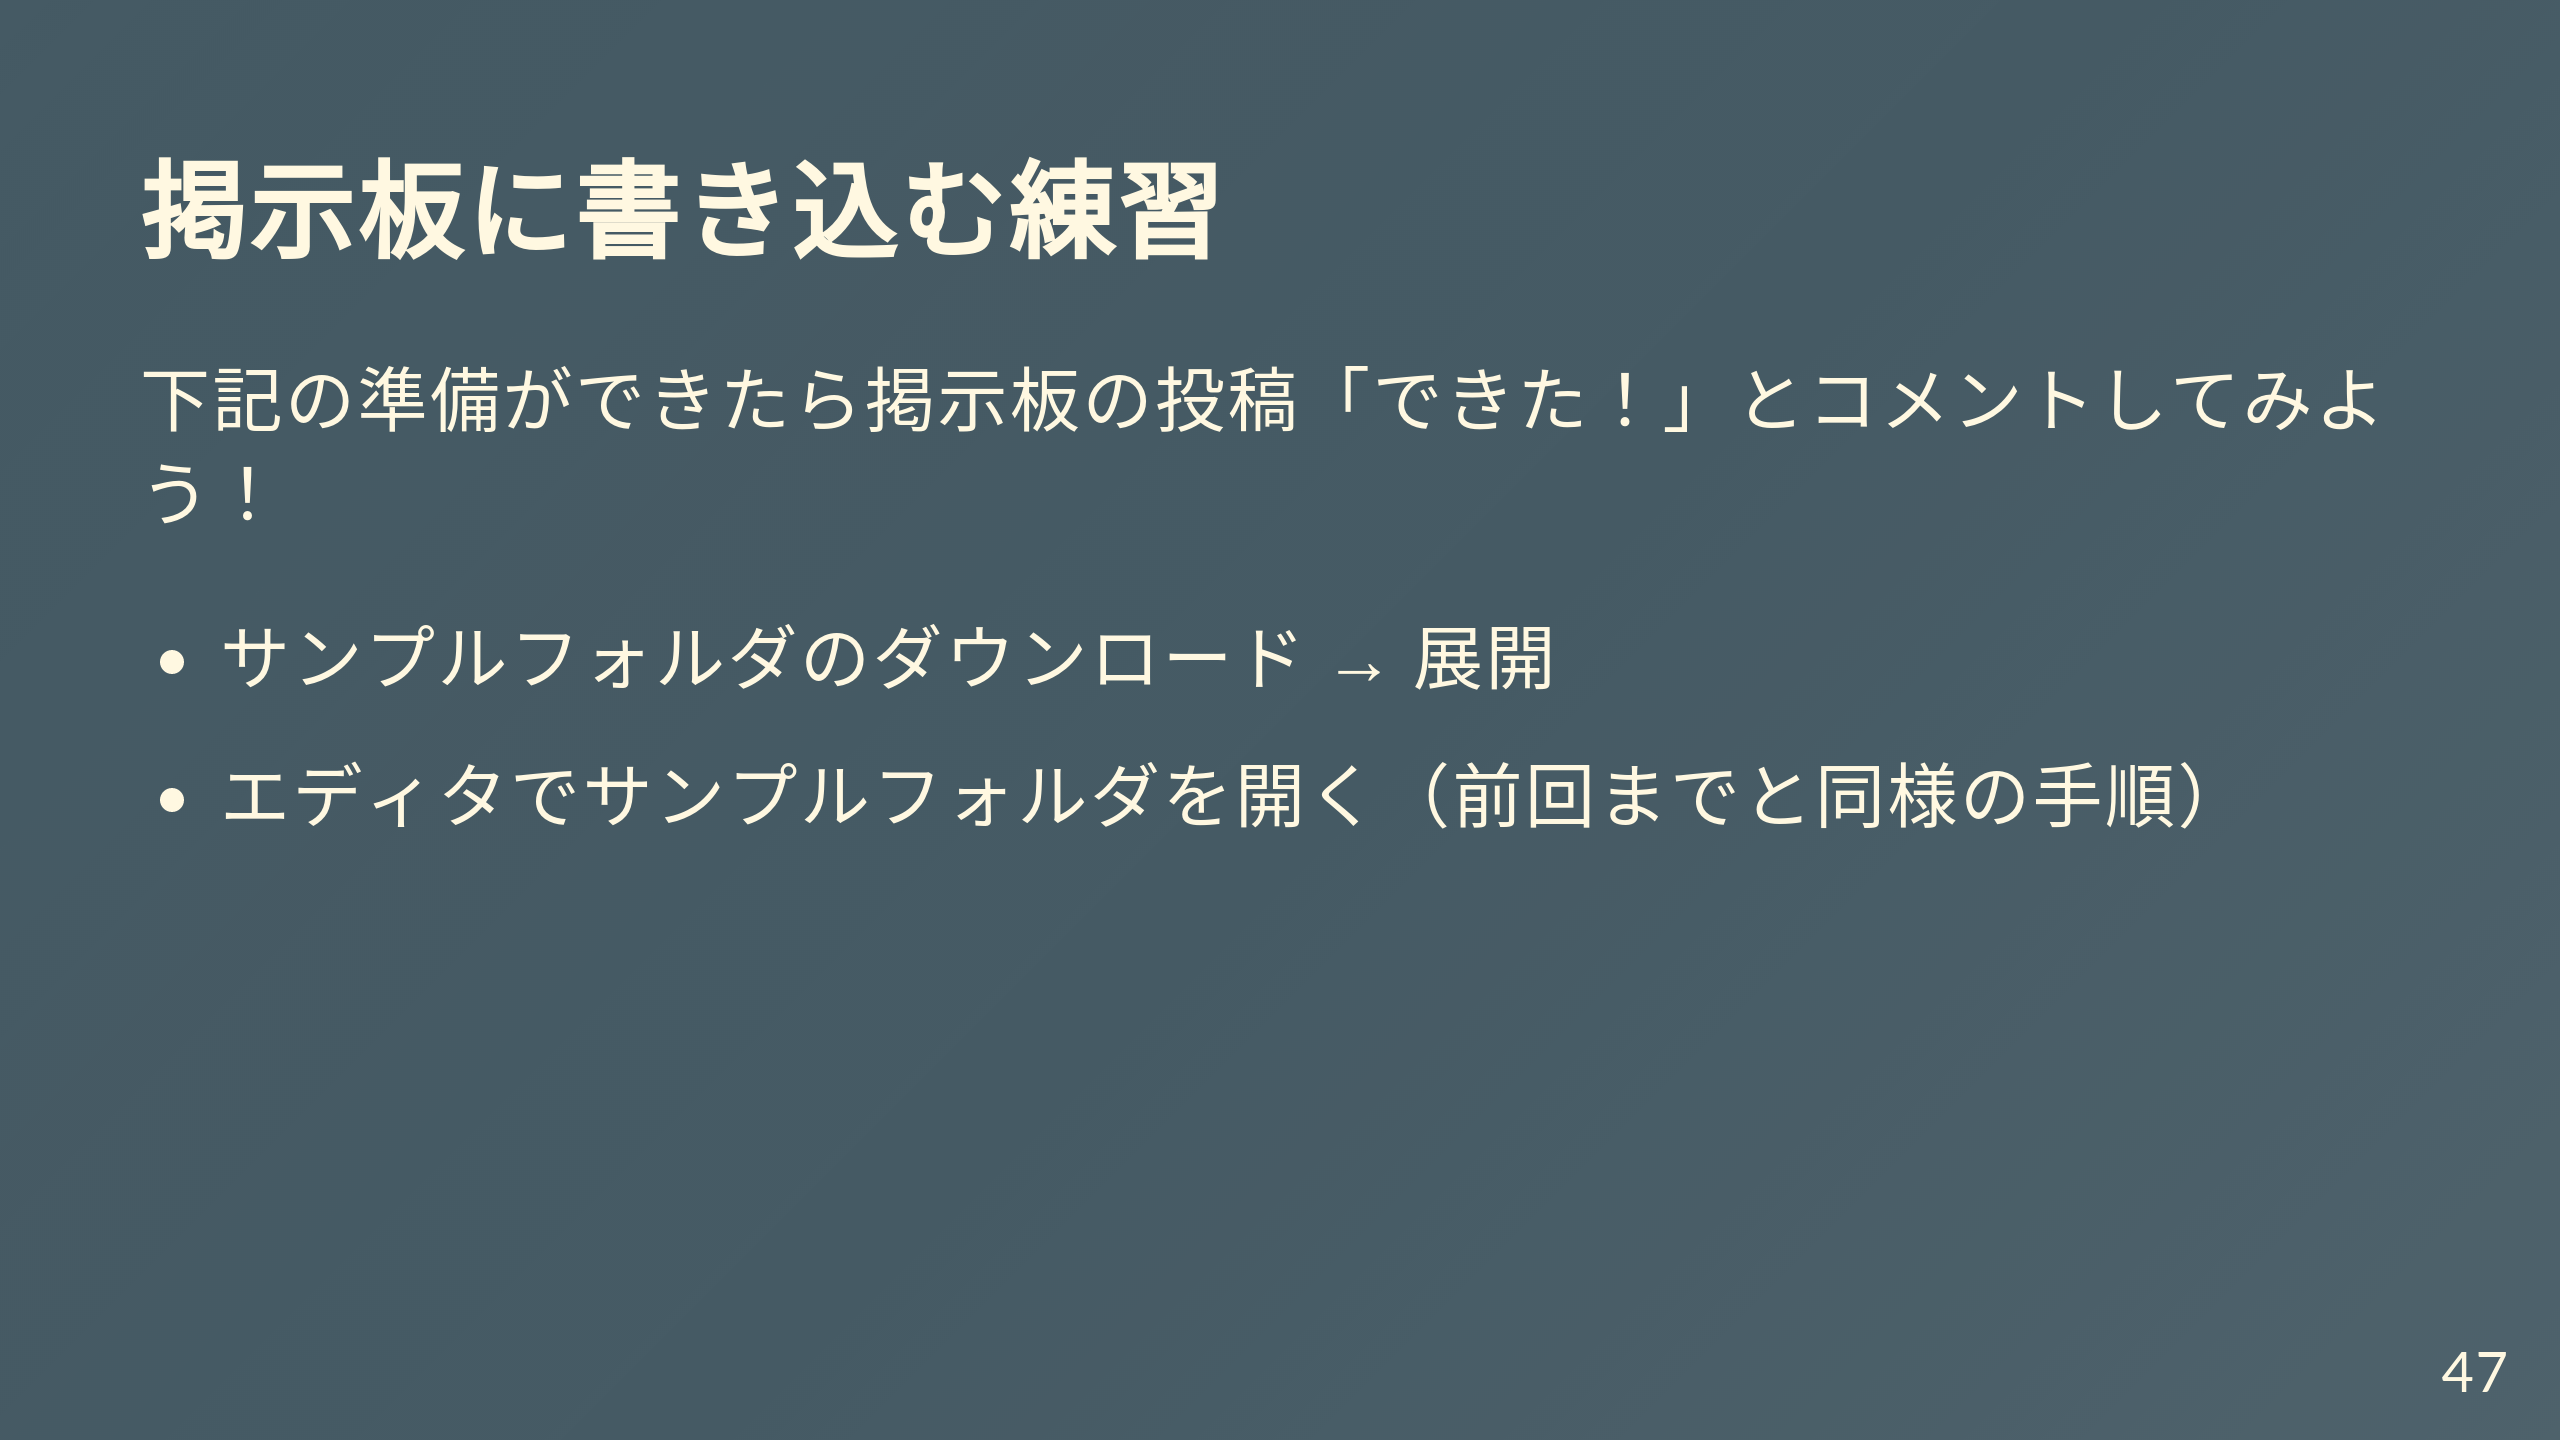 掲示板に書き込む練習
下記の準備ができたら掲示板の投稿「できた！」とコメントしてみよ
う！
• サンプルフォルダのダウンロード → 展開
• エディタでサンプルフォルダを開く（前回までと同様の手順）
47